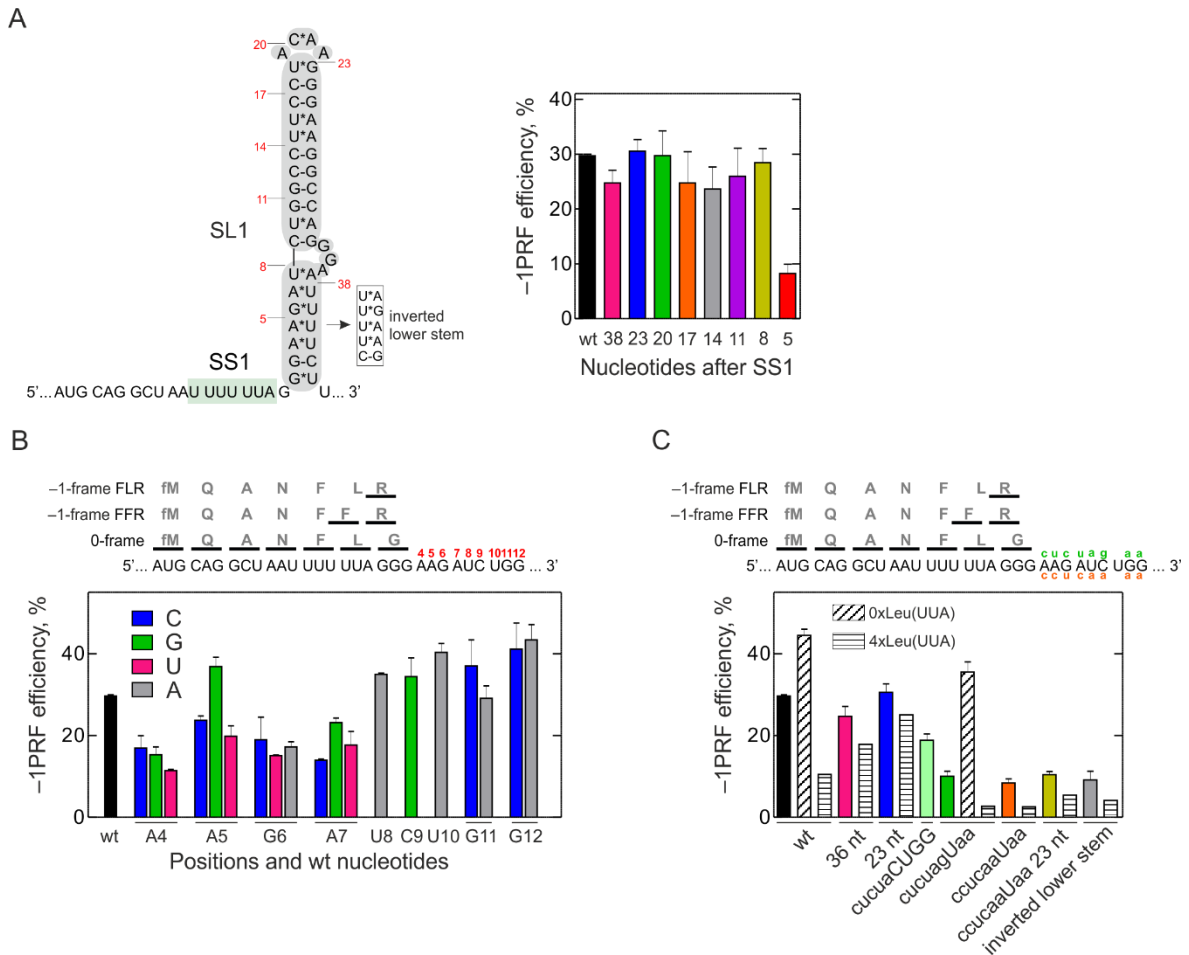 A
20
C*A
A A
U*G
23
C-G
17
C-G
U*A
U*A
14
C-G
C-G
G-C
11
G-C
SL1
U*A
C-G
G
G
8
U*A
A
A*U
38
G*U
5
A*U
A*U
G-C
G*U
U*A
U*G
U*A
U*A
C-G
inverted
lower stem
SS1
5'...AUG CAG GCU AAU UUU UUA G U... 3'
–1PRF efficiency, %
40
30
20
10
0
wt 38 23 20 17 14 11 8 5
Nucleotides after SS1
B
–1-frame FLR fM Q A N F L R
–1-frame FFR fM Q A N F F R
0-frame fM Q A N F L G
4 5 6 7 8 9 10 11 12
5'... AUG CAG GCU AAU UUU UUA GGG AAG AUC UGG ... 3'
–1PRF efficiency, %
40
20
0
C
G
U
A
wt A4 A5 G6 A7 U8 C9 U10 G11 G12
Positions and wt nucleotides
C
–1-frame FLR fM Q A N F L R
–1-frame FFR fM Q A N F F R
0-frame fM Q A N F L G
c u c u a g a a
5'... AUG CAG GCU AAU UUU UUA GGG AAG AUC UGG ... 3'
c c u c a a a a
–1PRF efficiency, %
40
20
0
0xLeu(UUA)
4xLeu(UUA)
wt
36 nt
23 nt
cucuaCUGG
cucuagUaa
ccucaaUaa
ccucaaUaa 23 nt
inverted lower stem